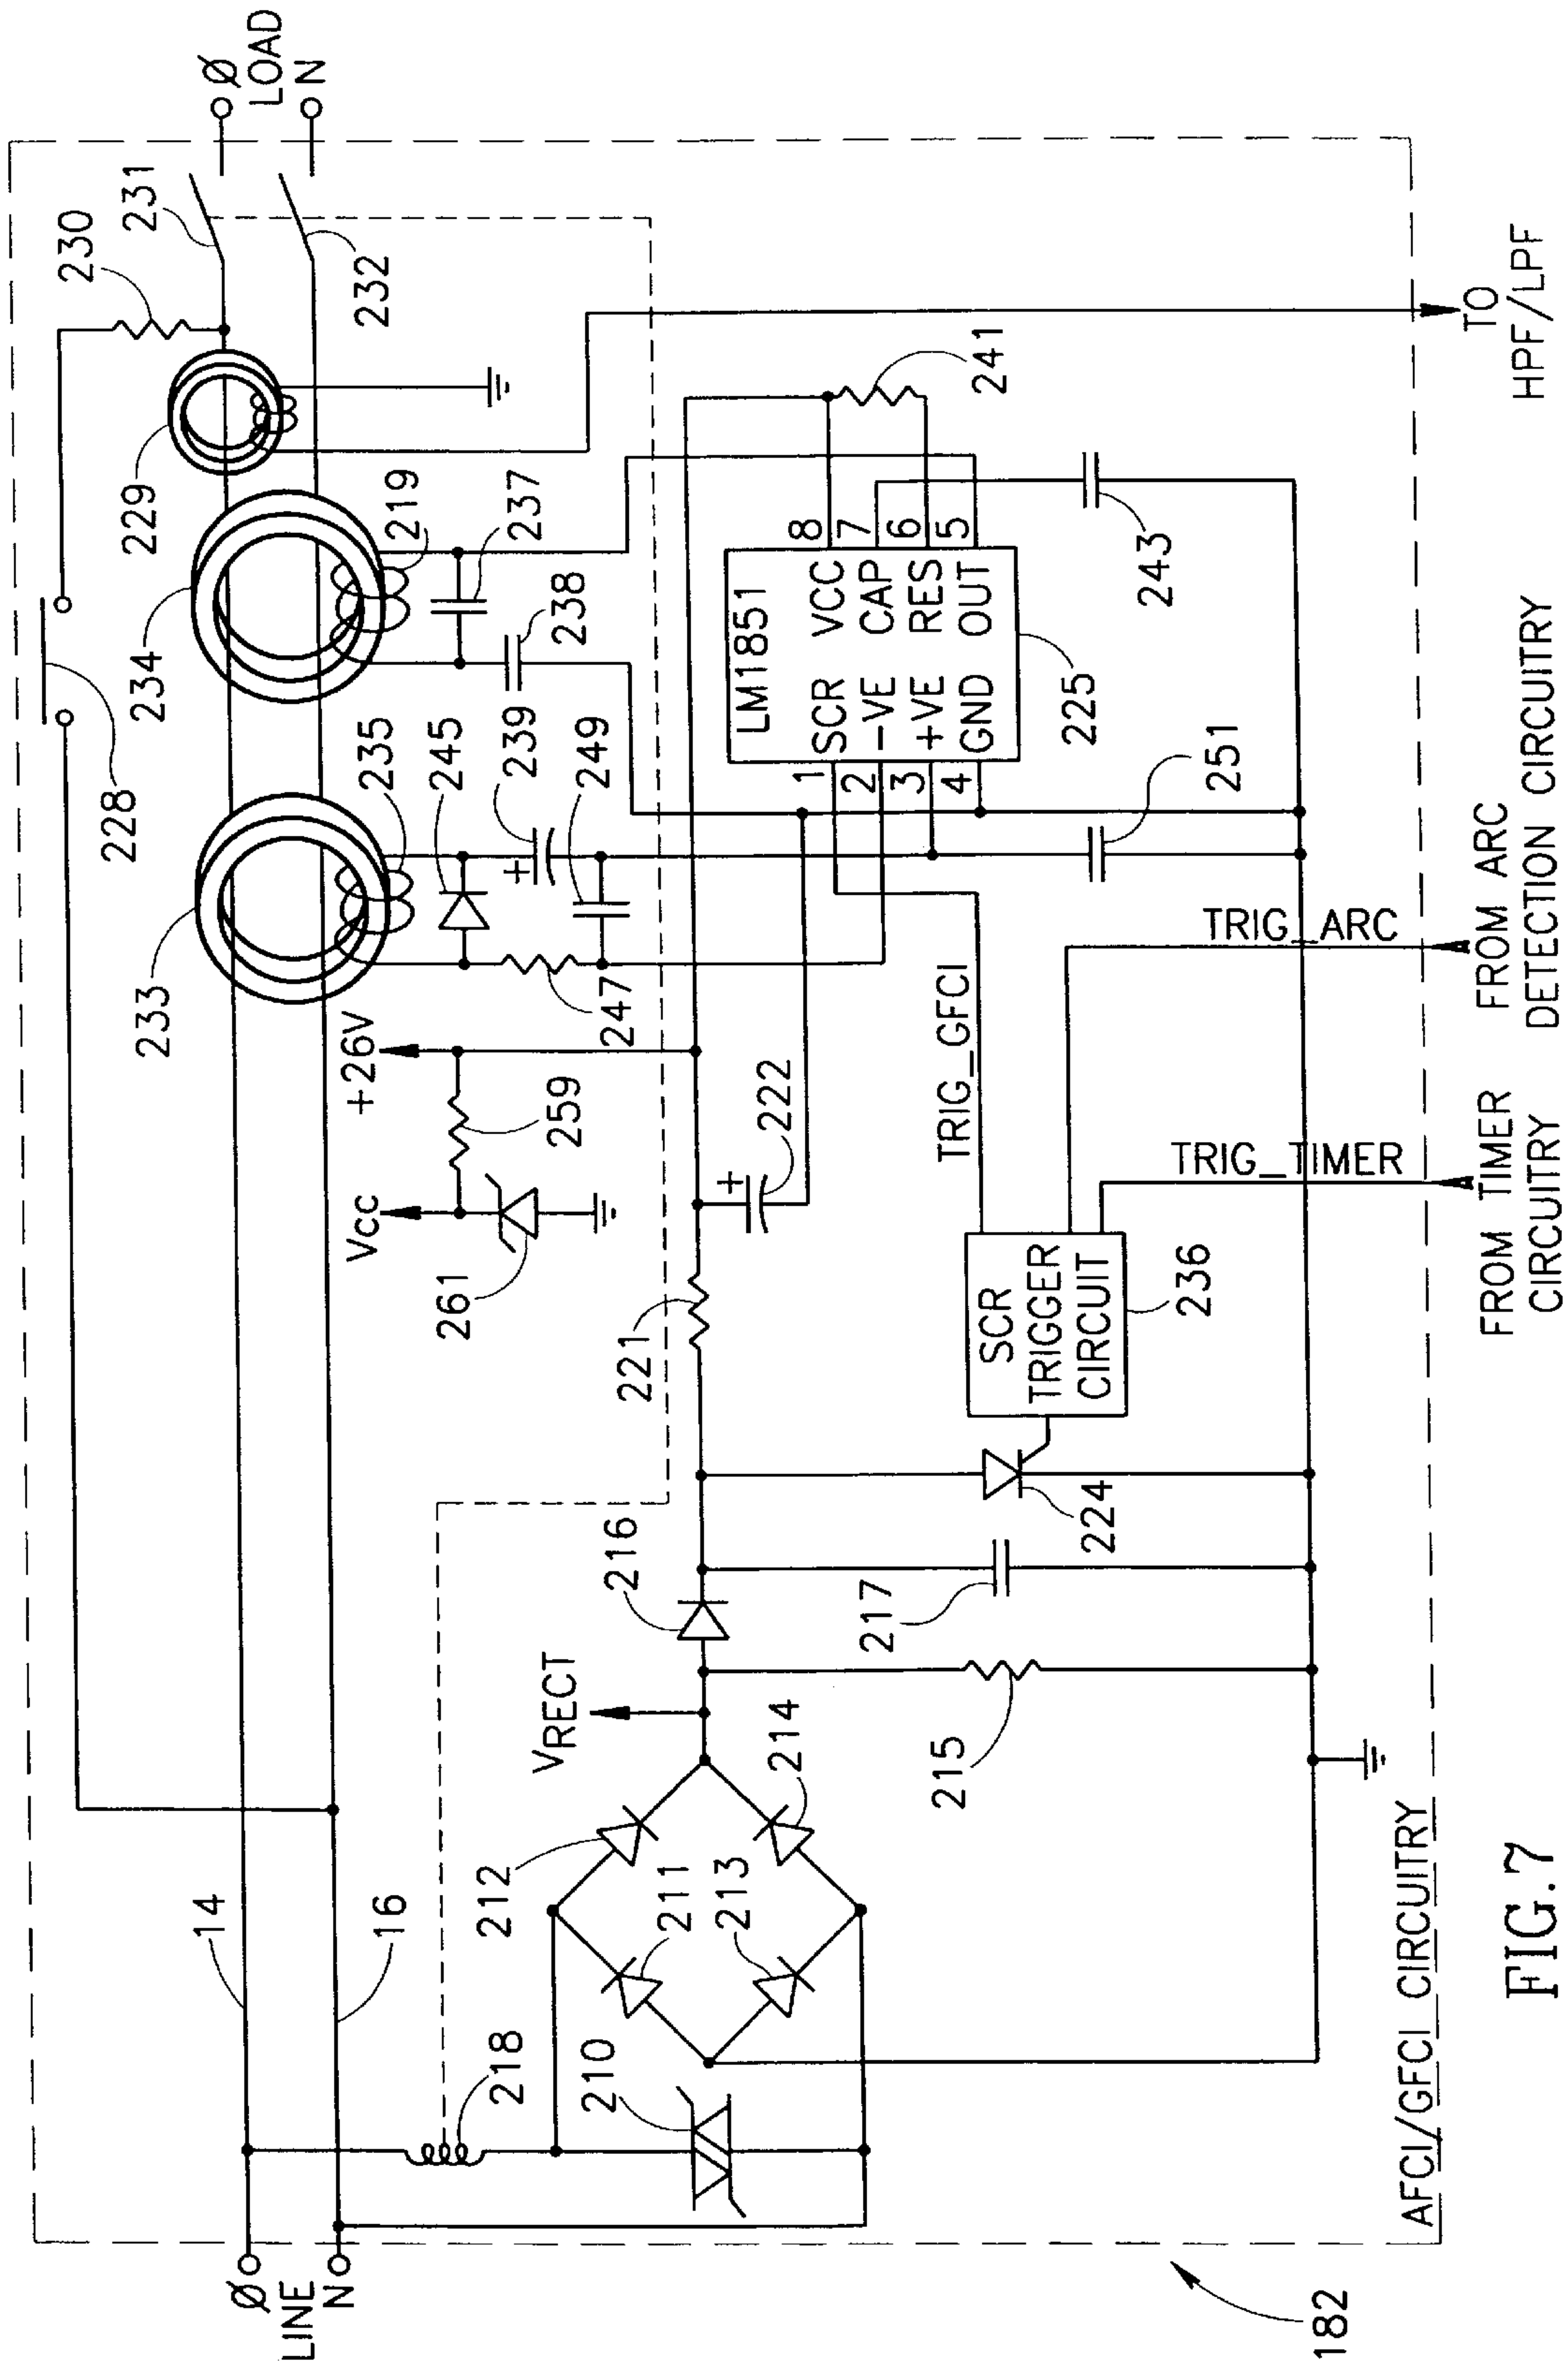 Ø
LINE
N
14
16
218
210
212
211
213
214
VRECT
216
215
217
224
221
Vcc
+26V
261
259
222
233
235
245
239
249
247
228
234
219
237
238
229
230
231
232
Ø
LOAD
N
LM1851
1 SCR VCC 8
2 -VE CAP 7
3 +VE RES 6
4 GND OUT 5
225
241
243
251
TRIG_GFCI
TRIG_ARC
TRIG_TIMER
SCR
TRIGGER
CIRCUIT
236
AFCI/GFCI CIRCUITRY
182
FROM TIMER
CIRCUITRY
FROM ARC
DETECTION CIRCUITRY
TO
HPF/LPF
FIG.7